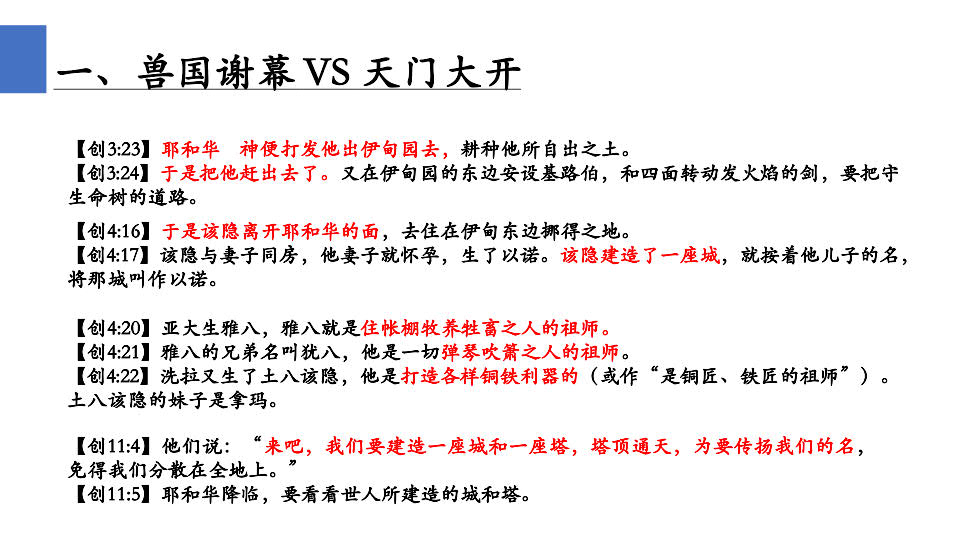 一、兽国谢幕 VS 天门大开
【创3:23】耶和华　神便打发他出伊甸园去，耕种他所自出之土。
【创3:24】于是把他赶出去了。又在伊甸园的东边安设基路伯，和四面转动发火焰的剑，要把守
生命树的道路。
【创4:16】于是该隐离开耶和华的面，去住在伊甸东边挪得之地。
【创4:17】该隐与妻子同房，他妻子就怀孕，生了以诺。该隐建造了一座城，就按着他儿子的名，
将那城叫作以诺。
【创4:20】亚大生雅八，雅八就是住帐棚牧养牲畜之人的祖师。
【创4:21】雅八的兄弟名叫犹八，他是一切弹琴吹箫之人的祖师。
【创4:22】洗拉又生了土八该隐，他是打造各样铜铁利器的（或作“是铜匠、铁匠的祖师”）。
土八该隐的妹子是拿玛。
【创11:4】他们说：“来吧，我们要建造一座城和一座塔，塔顶通天，为要传扬我们的名，
免得我们分散在全地上。”
【创11:5】耶和华降临，要看看世人所建造的城和塔。